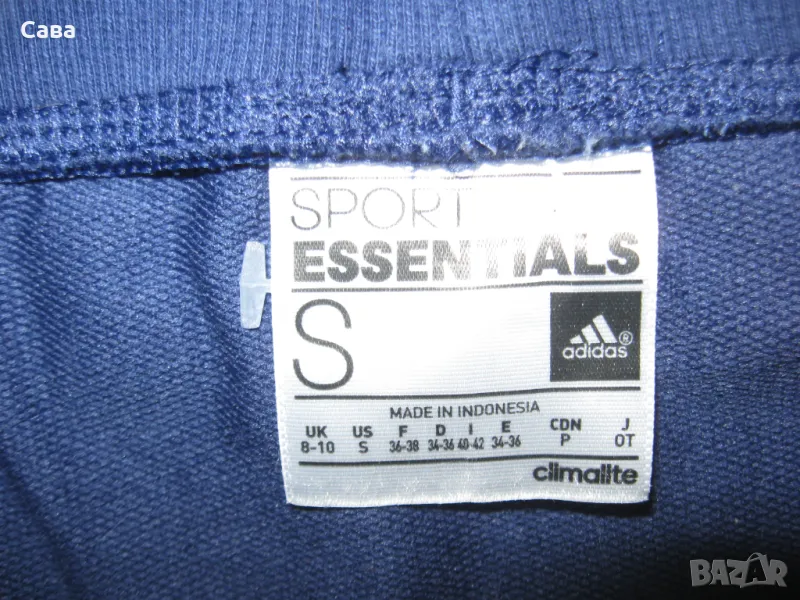 Сава
SPORT
ESSENTIALS
S
adidas®
MADE IN INDONESIA
UK US F D I E CDN J
8-10 S 36-38 34-36 40-42 34-36 P OT
climalite
BAZAR